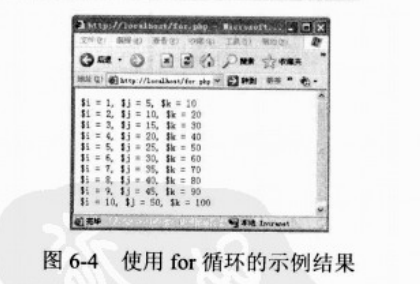 http://localhost/for.php - Microsoft...
文件(F) 编辑(E) 查看(V) 收藏(A) 工具(T) 帮助(H)
后退 搜索 收藏夹
地址(D) http://localhost/for.php 转到 链接 »
$i = 1, $j = 5, $k = 10
$i = 2, $j = 10, $k = 20
$i = 3, $j = 15, $k = 30
$i = 4, $j = 20, $k = 40
$i = 5, $j = 25, $k = 50
$i = 6, $j = 30, $k = 60
$i = 7, $j = 35, $k = 70
$i = 8, $j = 40, $k = 80
$i = 9, $j = 45, $k = 90
$i = 10, $j = 50, $k = 100
完毕 本地 Intranet
图 6-4 使用 for 循环的示例结果